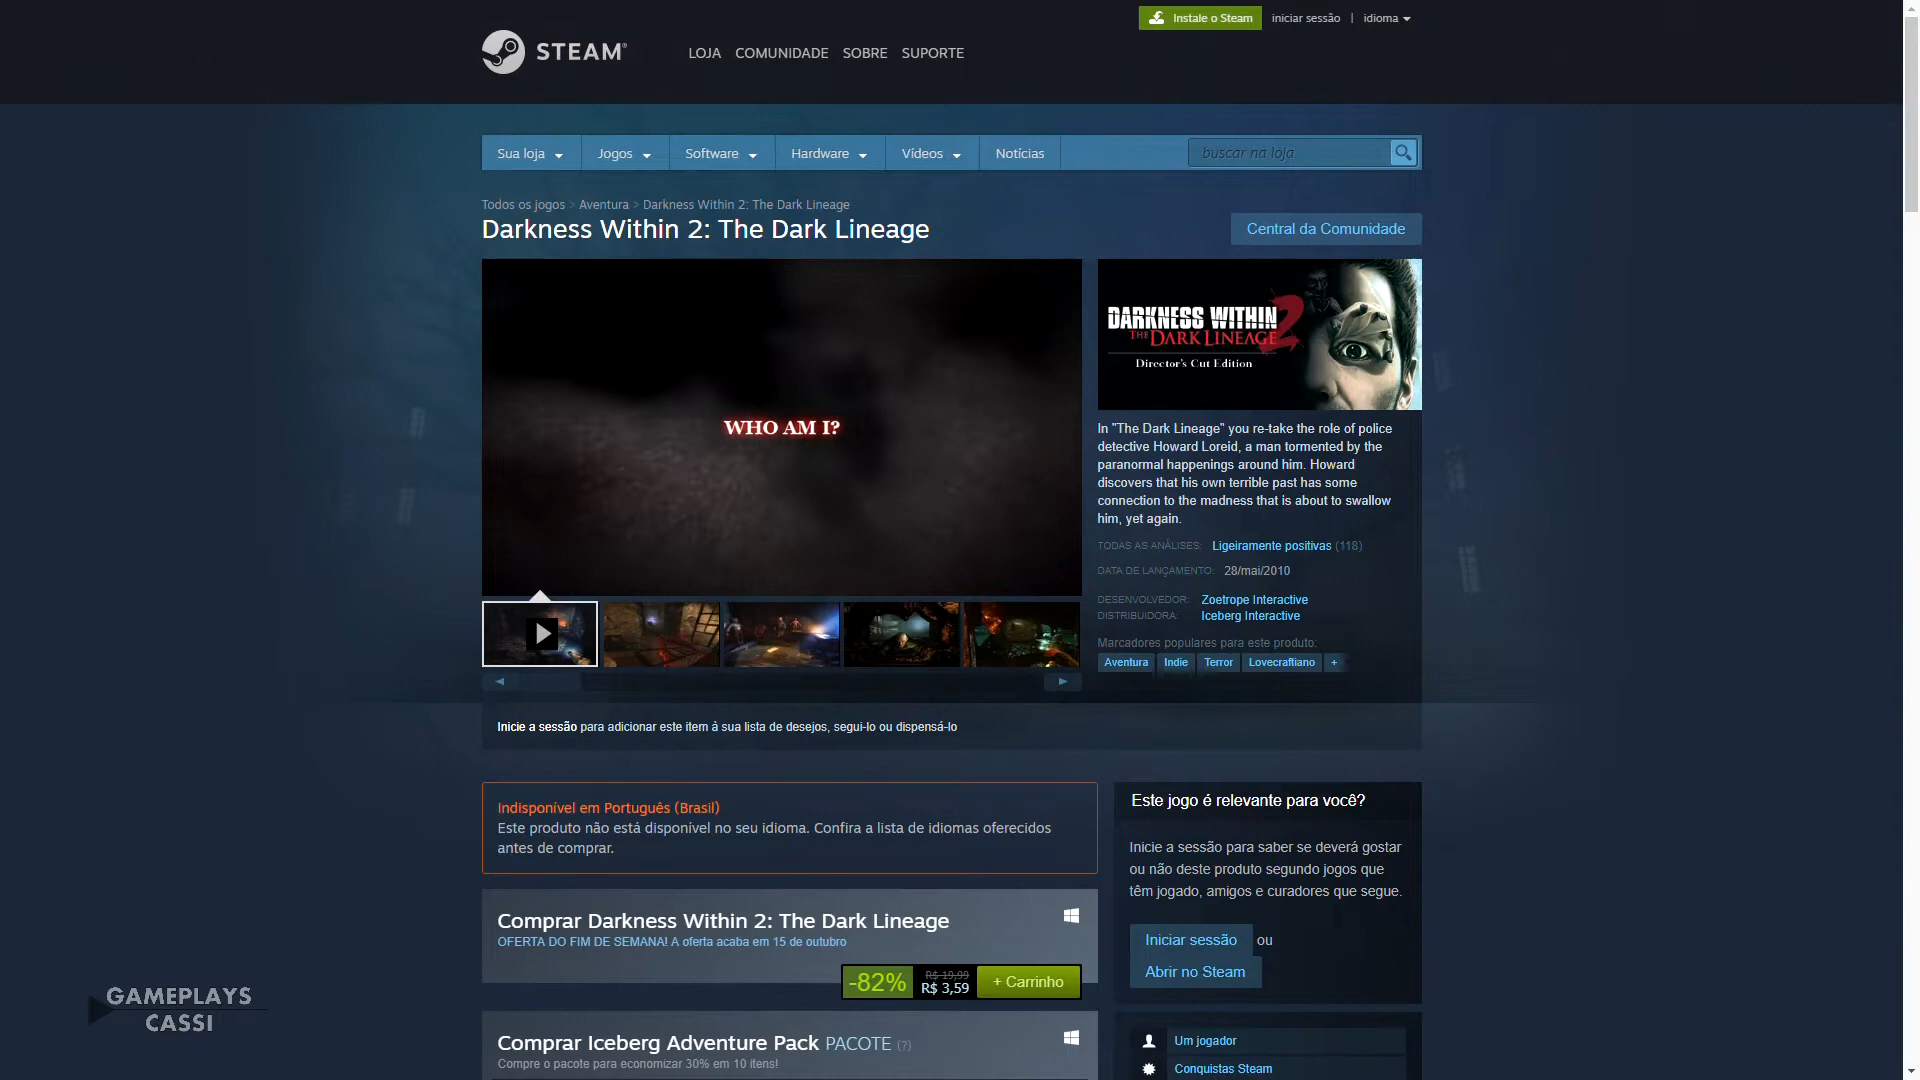 Instale o Steam
iniciar sessão | idioma
STEAM®
LOJA COMUNIDADE SOBRE SUPORTE
Sua loja Jogos Software Hardware Vídeos Notícias
buscar na loja
Todos os jogos > Aventura > Darkness Within 2: The Dark Lineage
Darkness Within 2: The Dark Lineage
Central da Comunidade
WHO AM I?
DARKNESS WITHIN 2
THE DARK LINEAGE
Director's Cut Edition
In "The Dark Lineage" you re-take the role of police
detective Howard Loreid, a man tormented by the
paranormal happenings around him. Howard
discovers that his own terrible past has some
connection to the madness that is about to swallow
him, yet again.
TODAS AS ANÁLISES: Ligeiramente positivas (118)
DATA DE LANÇAMENTO: 28/mai/2010
DESENVOLVEDOR: Zoetrope Interactive
DISTRIBUIDORA: Iceberg Interactive
Marcadores populares para este produto:
Aventura Indie Terror Lovecraftiano +
Inicie a sessão para adicionar este item à sua lista de desejos, segui-lo ou dispensá-lo
Indisponível em Português (Brasil)
Este produto não está disponível no seu idioma. Confira a lista de idiomas oferecidos
antes de comprar.
Comprar Darkness Within 2: The Dark Lineage
OFERTA DO FIM DE SEMANA! A oferta acaba em 15 de outubro
-82%
R$ 19,99
R$ 3,59
+ Carrinho
Comprar Iceberg Adventure Pack PACOTE (?)
Compre o pacote para economizar 30% em 10 itens!
Este jogo é relevante para você?
Inicie a sessão para saber se deverá gostar
ou não deste produto segundo jogos que
têm jogado, amigos e curadores que segue.
Iniciar sessão ou
Abrir no Steam
Um jogador
Conquistas Steam
GAMEPLAYS
CASSI